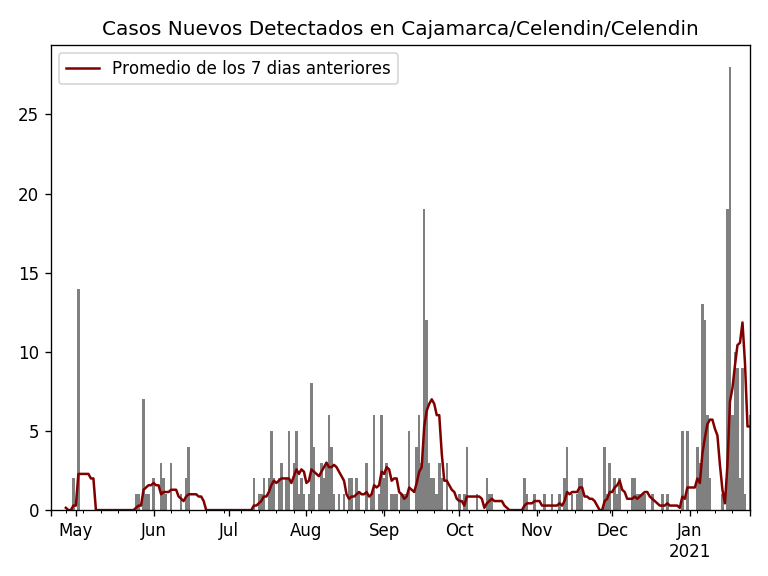 Casos Nuevos Detectados en Cajamarca/Celendin/Celendin
Promedio de los 7 dias anteriores
25
20
15
10
5
0
May Jun Jul Aug Sep Oct Nov Dec Jan
2021